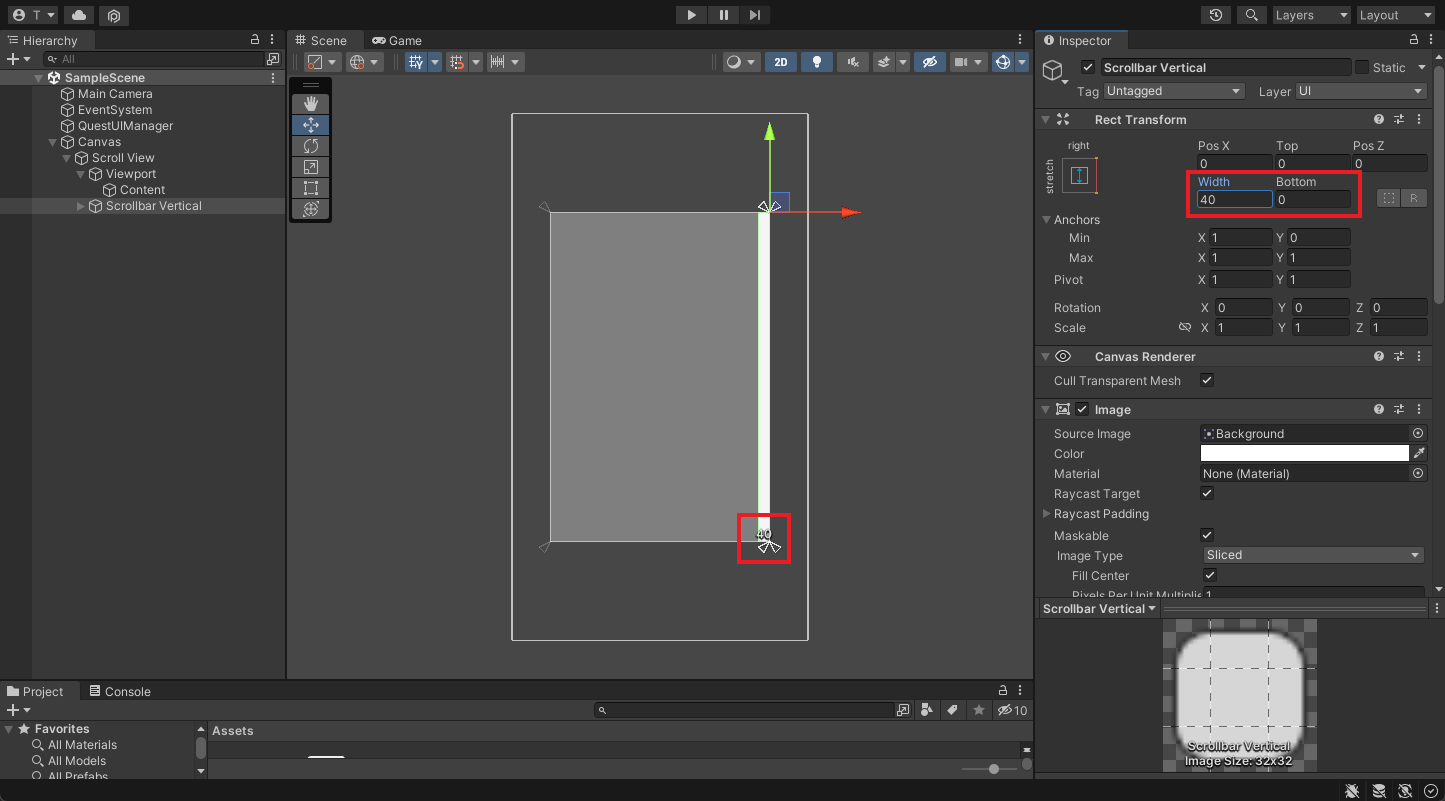 T
Layers
Layout
Hierarchy
All
SampleScene
Main Camera
EventSystem
QuestUIManager
Canvas
Scroll View
Viewport
Content
Scrollbar Vertical
Scene
Game
2D
40
Inspector
Scrollbar Vertical
Static
Tag Untagged
Layer UI
Rect Transform
right
stretch
Pos X Top Pos Z
0 0 0
Width Bottom
40 0
R
Anchors
Min X 1 Y 0
Max X 1 Y 1
Pivot X 1 Y 1
Rotation X 0 Y 0 Z 0
Scale X 1 Y 1 Z 1
Canvas Renderer
Cull Transparent Mesh
Image
Source Image Background
Color
Material None (Material)
Raycast Target
Raycast Padding
Maskable
Image Type Sliced
Fill Center
Pixels Per Unit Multiplie 1
Scrollbar Vertical
Scrollbar Vertical
Image Size: 32x32
Project
Console
10
Favorites
All Materials
All Models
All Prefabs
Assets